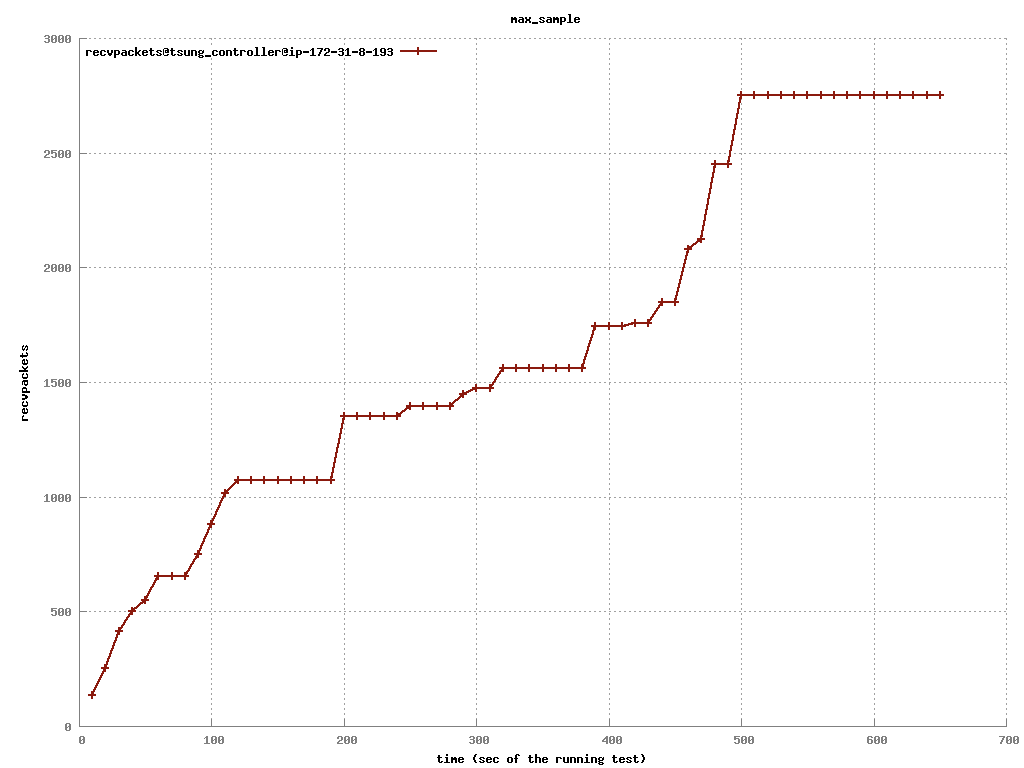 max_sample
3000
recvpackets@tsung_controller@ip-172-31-8-193
2500
2000
1500
1000
500
0
recvpackets
0 100 200 300 400 500 600 700
time (sec of the running test)